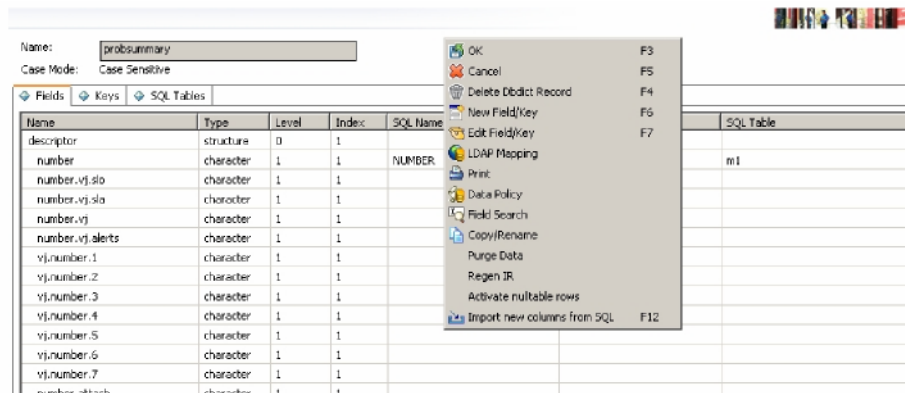 Name: probsummary
Case Mode: Case Sensitive
Fields Keys SQL Tables
Name Type Level Index SQL Name SQL Table
descriptor structure 0 1
number character 1 1 NUMBER m1
number.vj.slo character 1 1
number.vj.sla character 1 1
number.vj character 1 1
number.vj.alerts character 1 1
vj.number.1 character 1 1
vj.number.2 character 1 1
vj.number.3 character 1 1
vj.number.4 character 1 1
vj.number.5 character 1 1
vj.number.6 character 1 1
vj.number.7 character 1 1
number.attach character 1 1
OK F3
Cancel F5
Delete Dbdict Record F4
New Field/Key F6
Edit Field/Key F7
LDAP Mapping
Print
Data Policy
Field Search
Copy/Rename
Purge Data
Regen IR
Activate nulltable rows
Import new columns from SQL F12